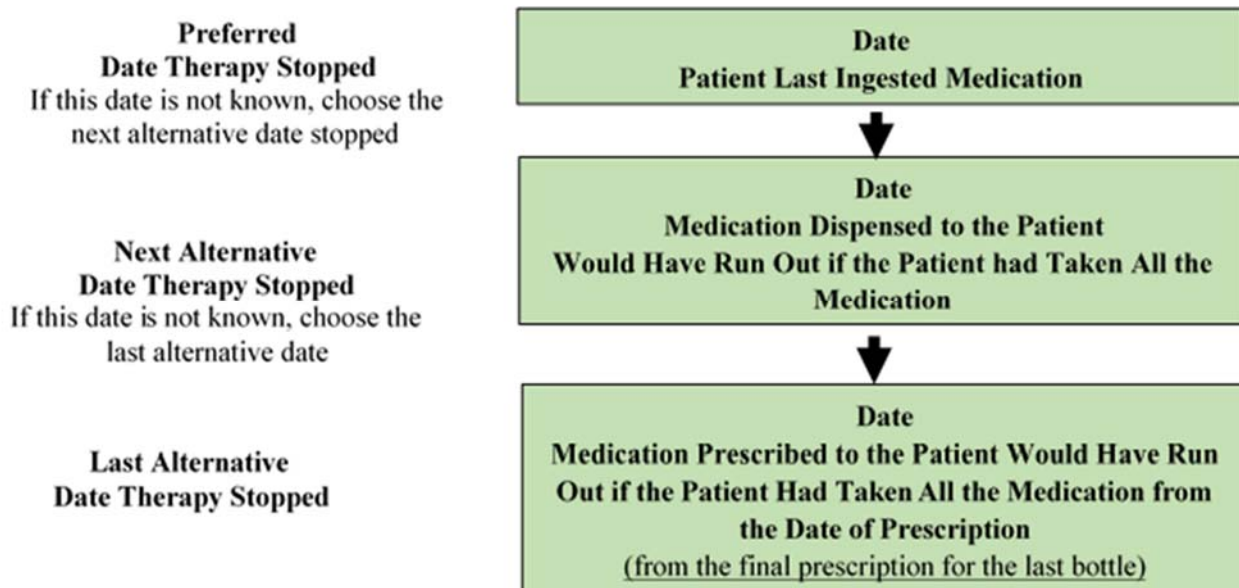 Preferred
Date Therapy Stopped
If this date is not known, choose the
next alternative date stopped
Date
Patient Last Ingested Medication
Next Alternative
Date Therapy Stopped
If this date is not known, choose the
last alternative date
Date
Medication Dispensed to the Patient
Would Have Run Out if the Patient had Taken All the
Medication
Last Alternative
Date Therapy Stopped
Date
Medication Prescribed to the Patient Would Have Run
Out if the Patient Had Taken All the Medication from
the Date of Prescription
(from the final prescription for the last bottle)